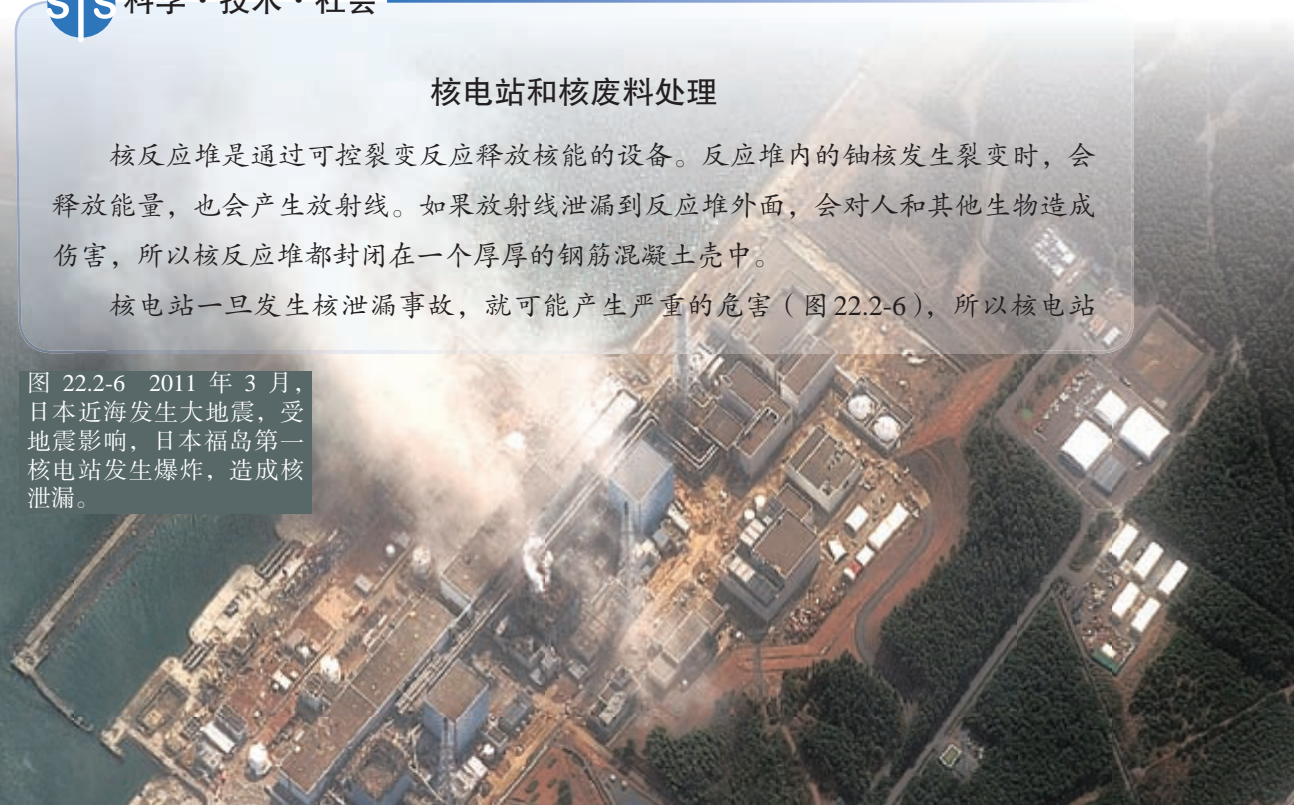 STS 科学·技术·社会
核电站和核废料处理
核反应堆是通过可控裂变反应释放核能的设备。反应堆内的铀核发生裂变时，会
释放能量，也会产生放射线。如果放射线泄漏到反应堆外面，会对人和其他生物造成
伤害，所以核反应堆都封闭在一个厚厚的钢筋混凝土壳中。
核电站一旦发生核泄漏事故，就可能产生严重的危害（图22.2-6），所以核电站
图 22.2-6 2011 年 3 月，
日本近海发生大地震，受
地震影响，日本福岛第一
核电站发生爆炸，造成核
泄漏。